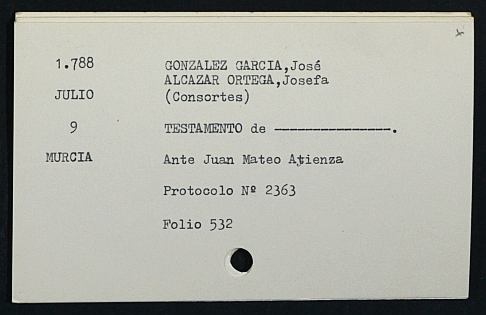 1.788 GONZALEZ GARCIA,José
ALCAZAR ORTEGA,Josefa
JULIO (Consortes)
9 TESTAMENTO de ---------------.
MURCIA Ante Juan Mateo Atienza
Protocolo Nº 2363
Folio 532